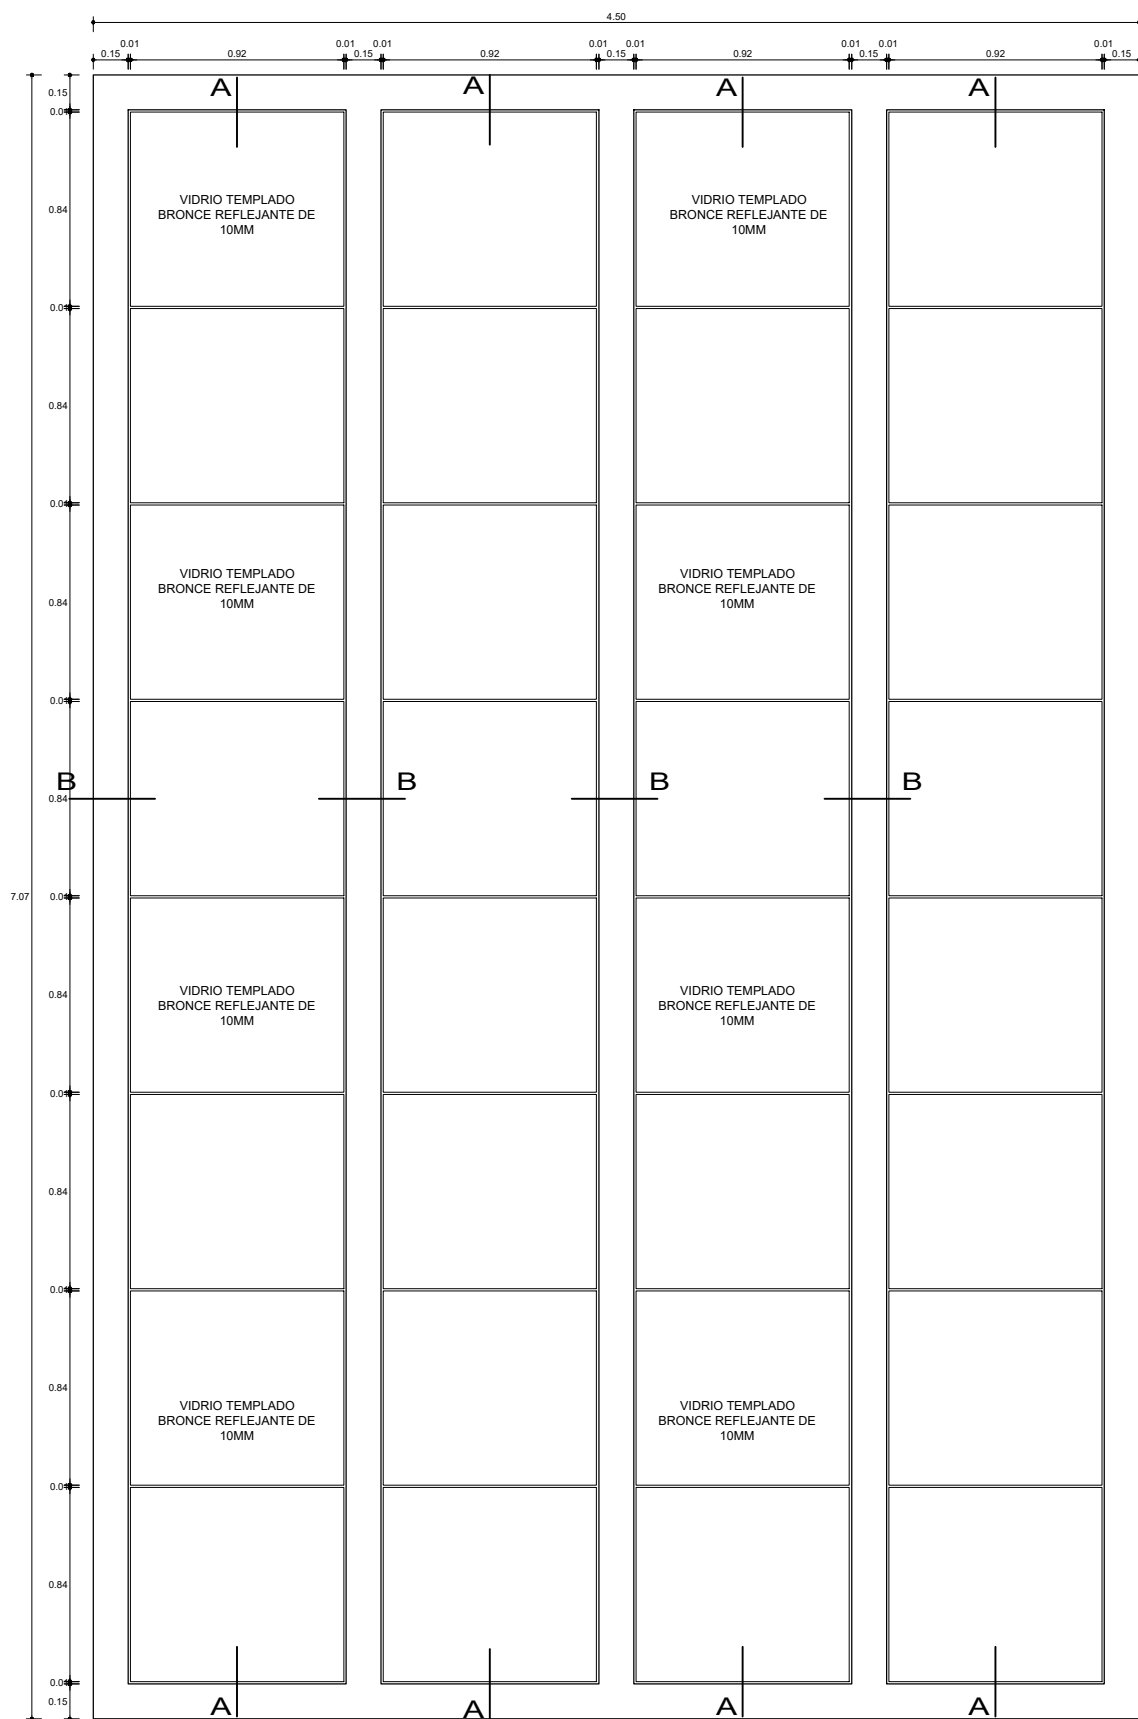 4.50
0.01 0.01 0.01 0.01 0.01 0.01 0.01 0.01
0.15 0.92 0.15 0.92 0.15 0.92 0.15 0.92 0.15
A A A A
0.15
0.84
VIDRIO TEMPLADO
BRONCE REFLEJANTE DE
10MM
VIDRIO TEMPLADO
BRONCE REFLEJANTE DE
10MM
0.84
0.84
VIDRIO TEMPLADO
BRONCE REFLEJANTE DE
10MM
VIDRIO TEMPLADO
BRONCE REFLEJANTE DE
10MM
B B B B
0.84
7.07
0.84
VIDRIO TEMPLADO
BRONCE REFLEJANTE DE
10MM
VIDRIO TEMPLADO
BRONCE REFLEJANTE DE
10MM
0.84
0.84
VIDRIO TEMPLADO
BRONCE REFLEJANTE DE
10MM
VIDRIO TEMPLADO
BRONCE REFLEJANTE DE
10MM
0.84
0.15
A A A A